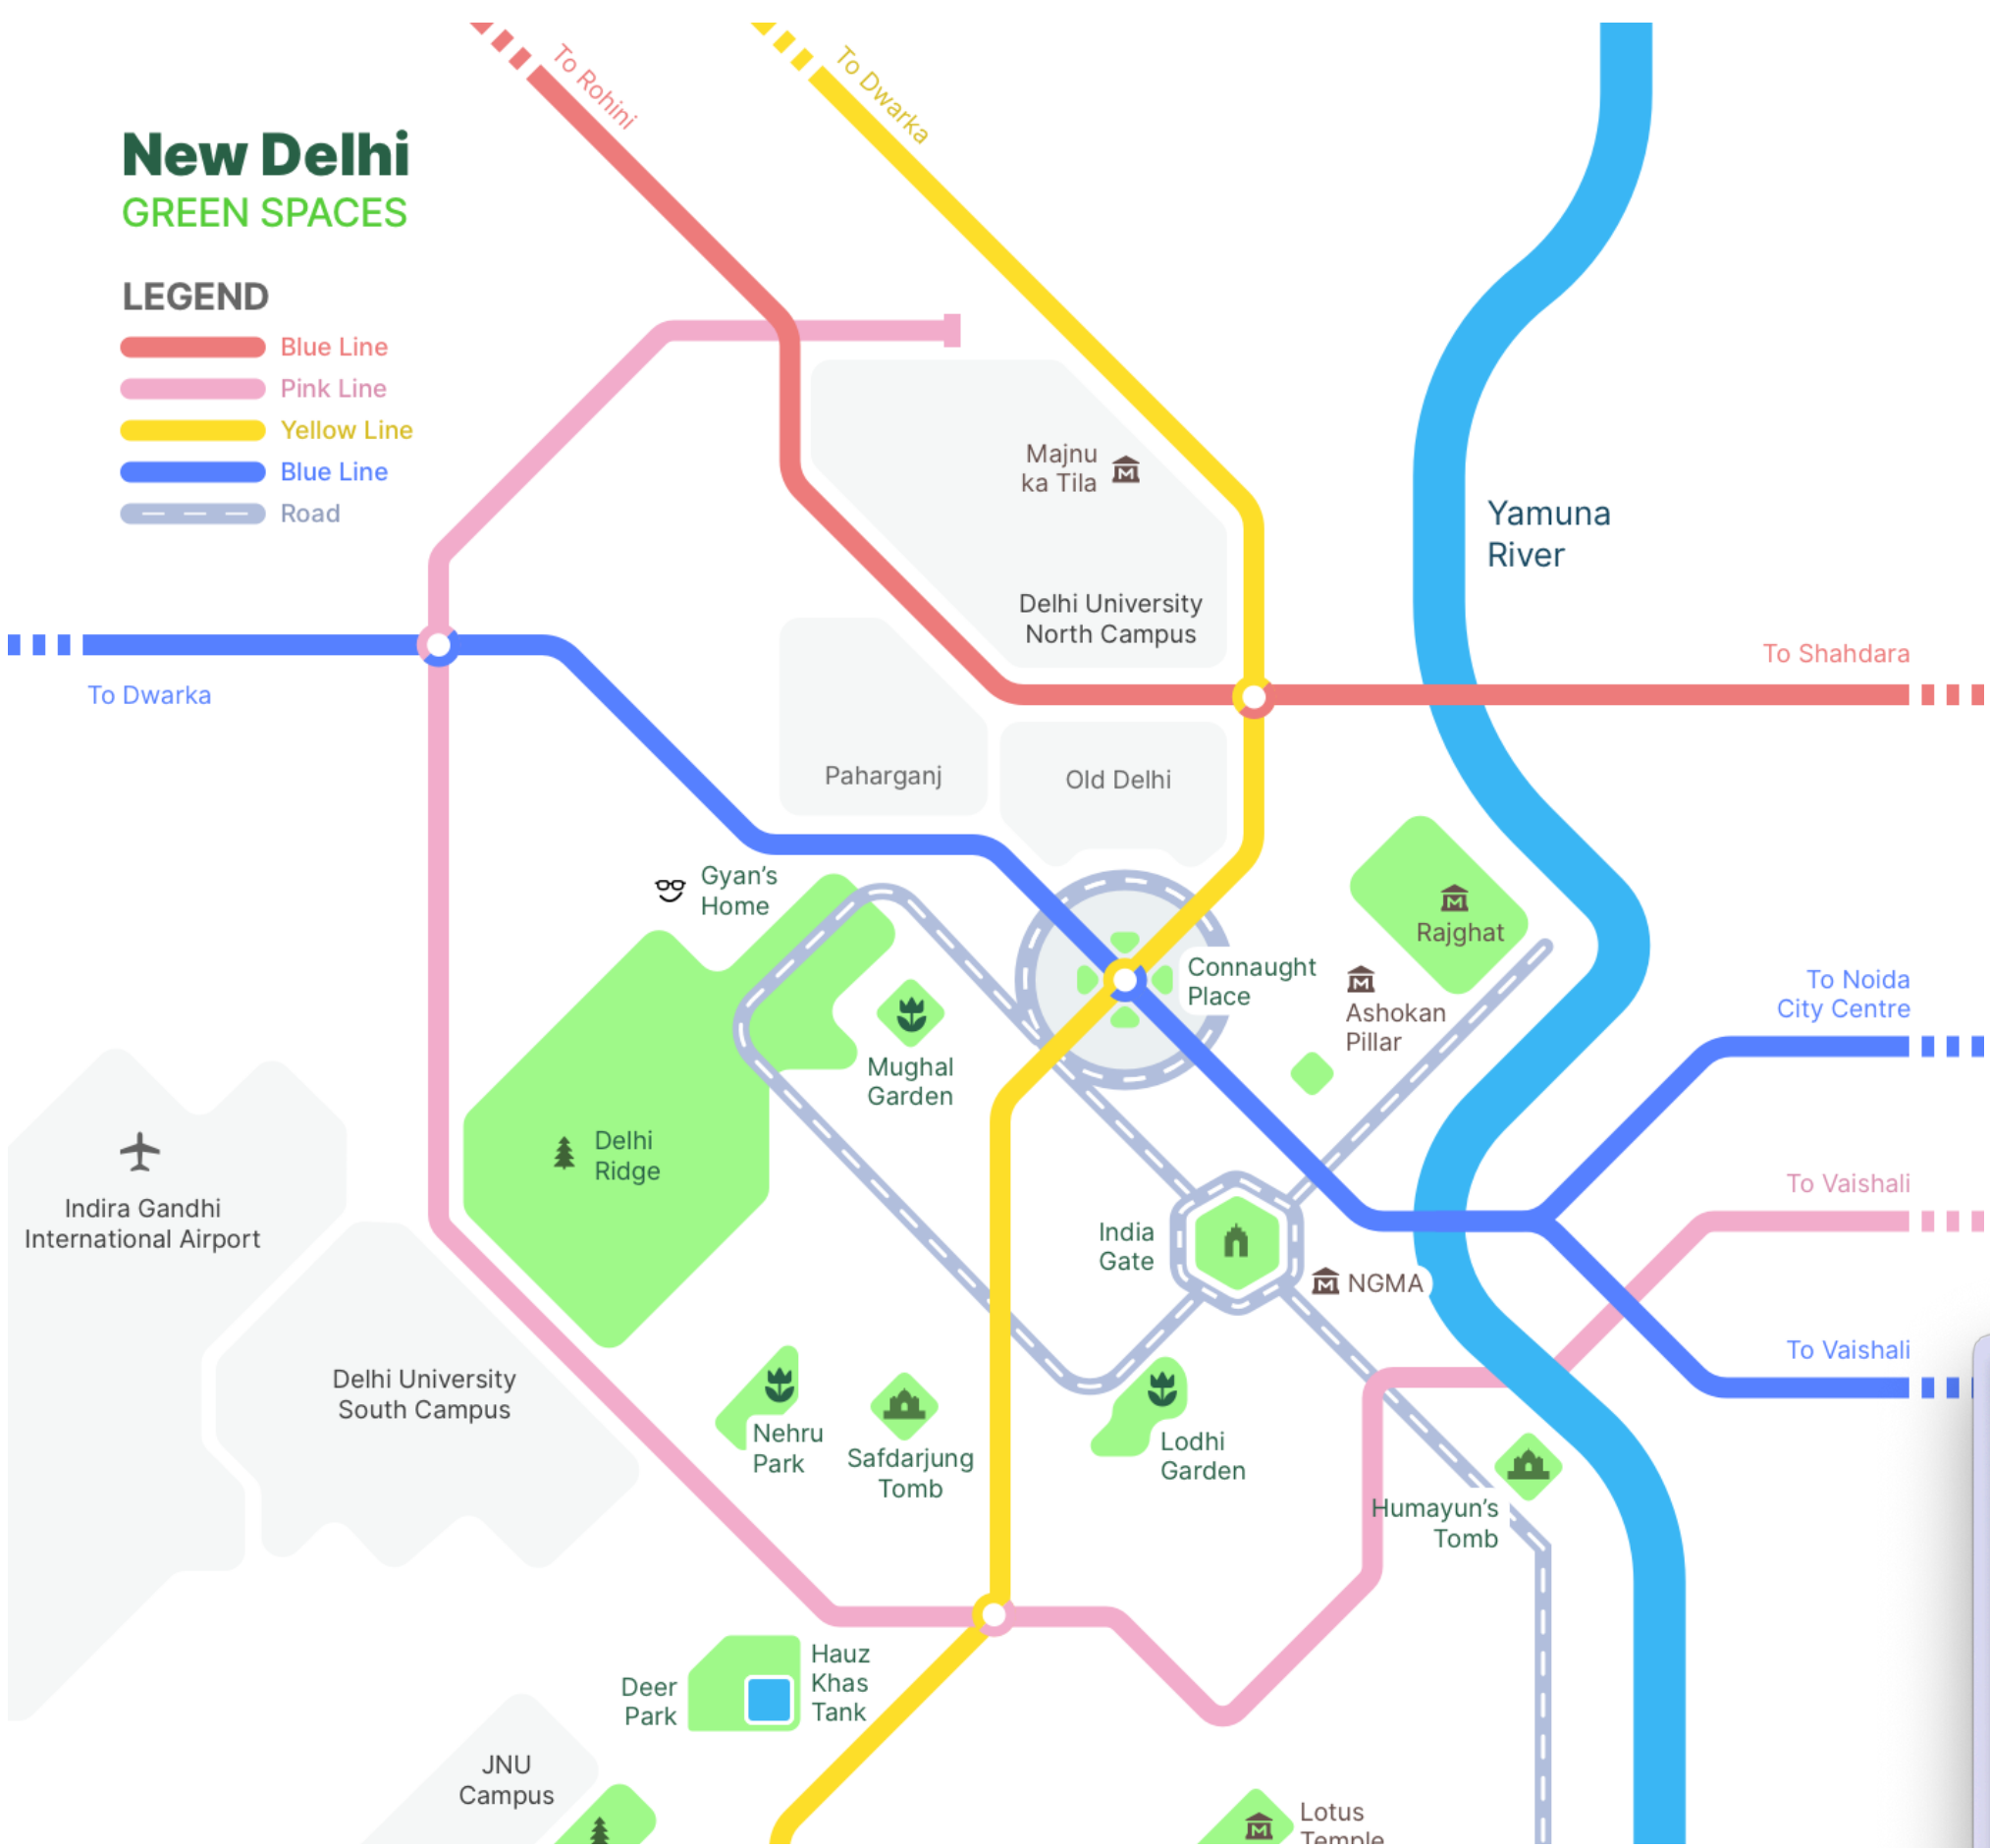 To Rohini
To Dwarka
New Delhi
GREEN SPACES
LEGEND
Blue Line
Pink Line
Yellow Line
Blue Line
Road
Majnu
ka Tila
Yamuna
River
Delhi University
North Campus
To Shahdara
To Dwarka
Paharganj
Old Delhi
Gyan's
Home
Rajghat
Connaught
Place
To Noida
City Centre
Ashokan
Pillar
Mughal
Garden
Delhi
Ridge
To Vaishali
Indira Gandhi
International Airport
India
Gate
NGMA
To Vaishali
Delhi University
South Campus
Nehru
Park
Safdarjung
Tomb
Lodhi
Garden
Humayun's
Tomb
Hauz
Khas
Tank
Deer
Park
JNU
Campus
Lotus
Temple